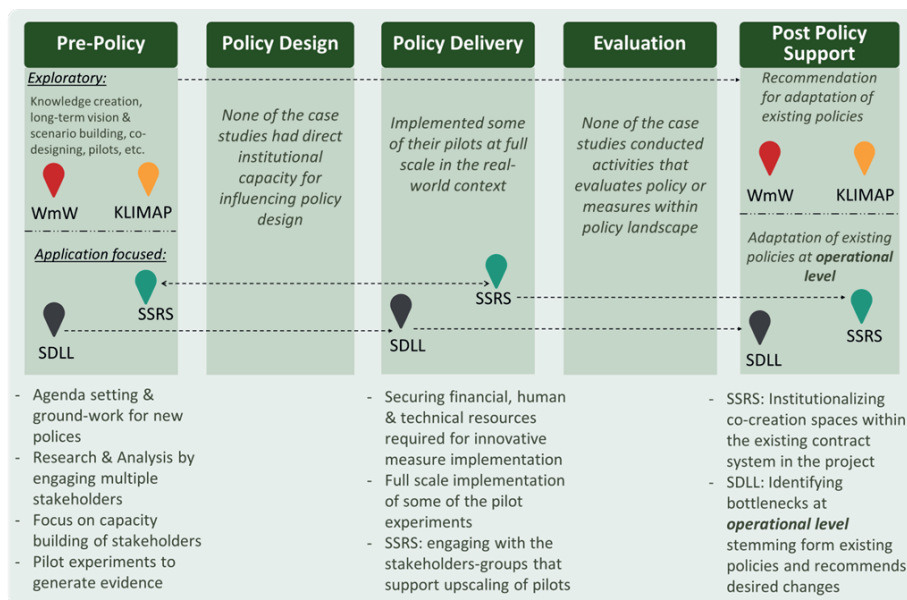 Pre-Policy
Policy Design
Policy Delivery
Evaluation
Post Policy
Support
Exploratory:
Knowledge creation,
long-term vision &
scenario building, co-
designing, pilots, etc.
WmW
KLIMAP
Application focused:
SSRS
SDLL
None of the case
studies had direct
institutional
capacity for
influencing policy
design
Implemented some
of their pilots at full
scale in the real-
world context
SSRS
SDLL
None of the case
studies conducted
activities that
evaluates policy or
measures within
policy landscape
Recommendation
for adaptation of
existing policies
WmW
KLIMAP
Adaptation of existing
policies at operational
level
SSRS
SDLL
- Agenda setting &
ground-work for new
polices
- Research & Analysis by
engaging multiple
stakeholders
- Focus on capacity
building of stakeholders
- Pilot experiments to
generate evidence
- Securing financial, human
& technical resources
required for innovative
measure implementation
- Full scale implementation
of some of the pilot
experiments
- SSRS: engaging with the
stakeholders-groups that
support upscaling of pilots
- SSRS: Institutionalizing
co-creation spaces within
the existing contract
system in the project
- SDLL: Identifying
bottlenecks at
operational level
stemming form existing
policies and recommends
desired changes